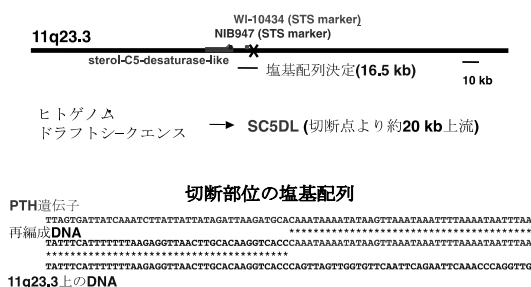 WI-10434 (STS marker)
11q23.3
NIB947 (STS marker)
sterol-C5-desaturase-like
塩基配列決定(16.5 kb)
10 kb
ヒトゲノム
ドラフトシークエンス
SC5DL (切断点より約20 kb上流)
切断部位の塩基配列
PTH遺伝子
TTAGTGATTATCAAATCTTATTATTATAGATTAAGATGCACAAATAAAATATAAGTTAAATAAATTTTAAAATAATTTAA
再編成DNA
****************************************
TATTTCATTTTTTTAAGAGGTTAACTTGCACAAGGTCACCCAAATAAAATATAAGTTAAATAAATTTTAAAATAATTTAA
****************************************
TATTTCATTTTTTTAAGAGGTTAACTTGCACAAGGTCACCCAGTTAGTTGGTGTTCAATTCAGAATTCAAACCCAGGTTG
11q23.3上のDNA